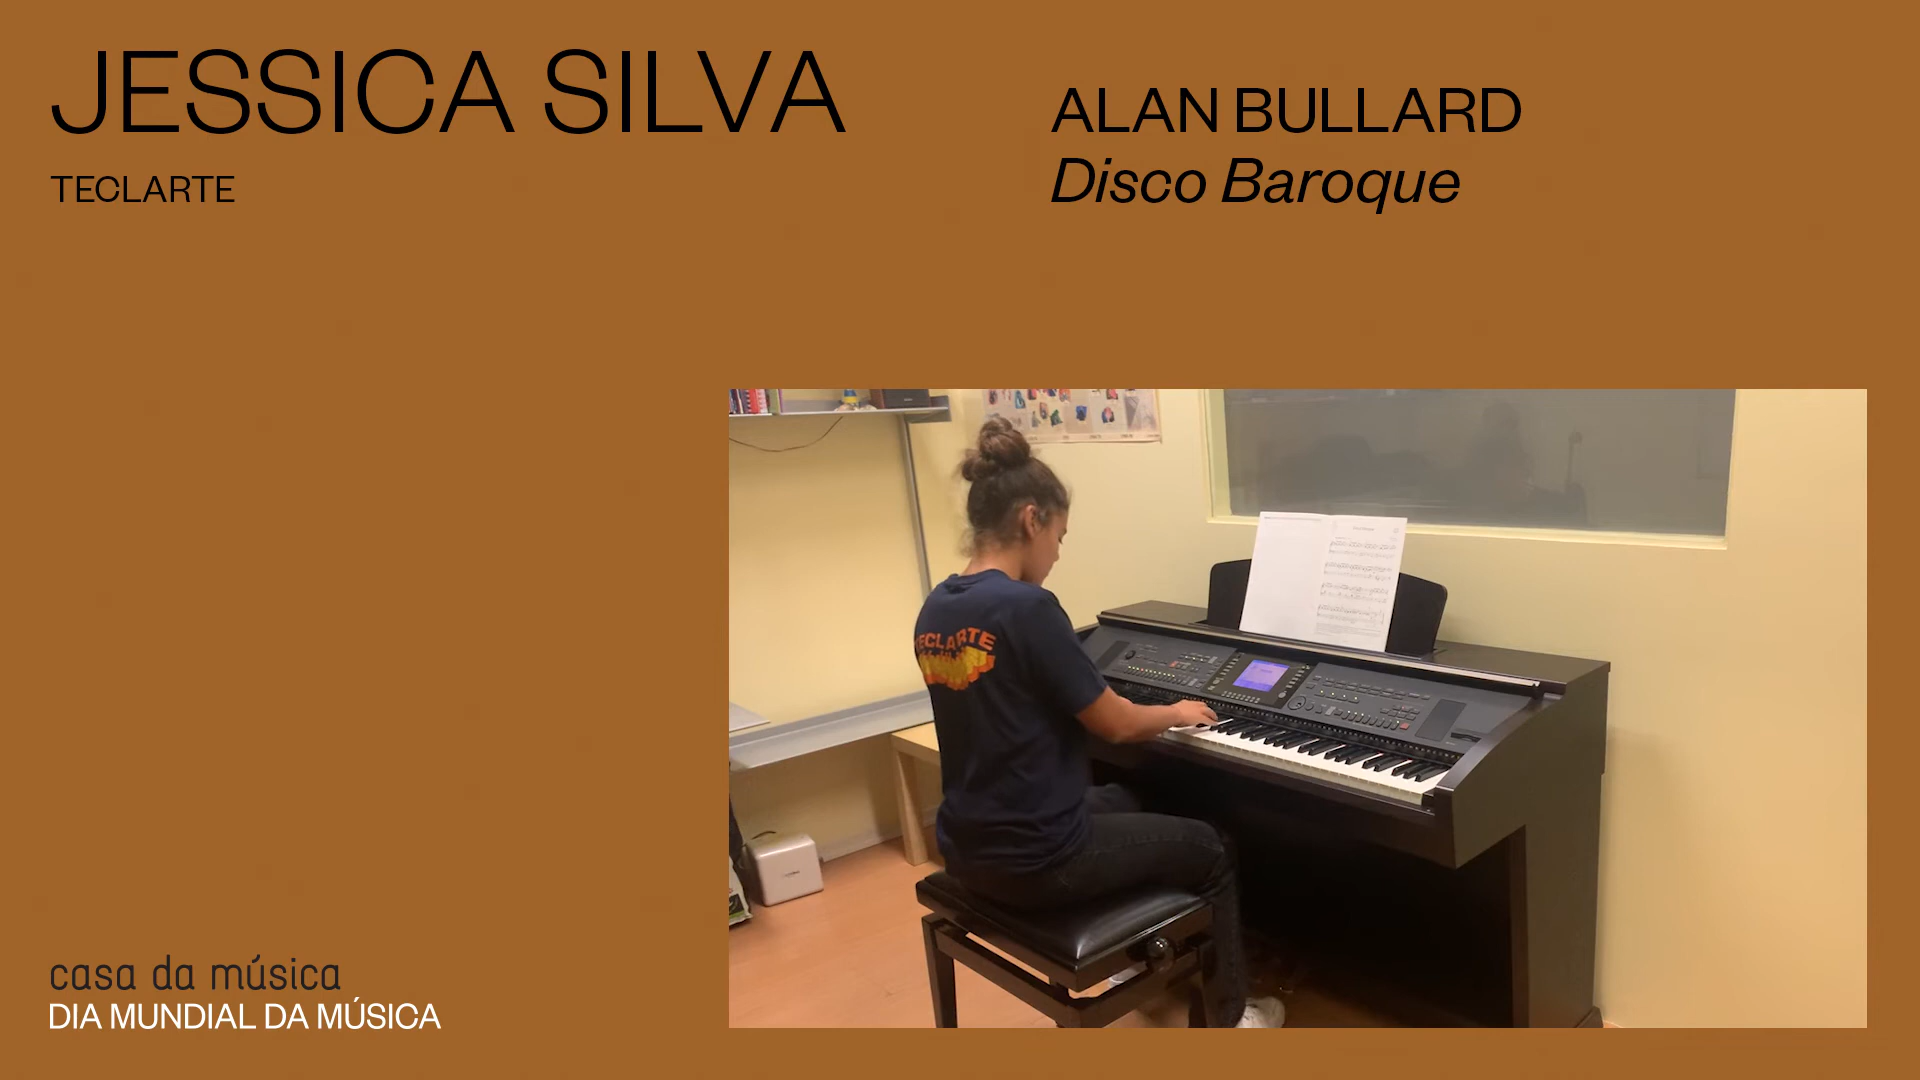 JESSICA SILVA
TECLARTE
ALAN BULLARD
Disco Baroque
TECLARTE
casa da música
DIA MUNDIAL DA MÚSICA